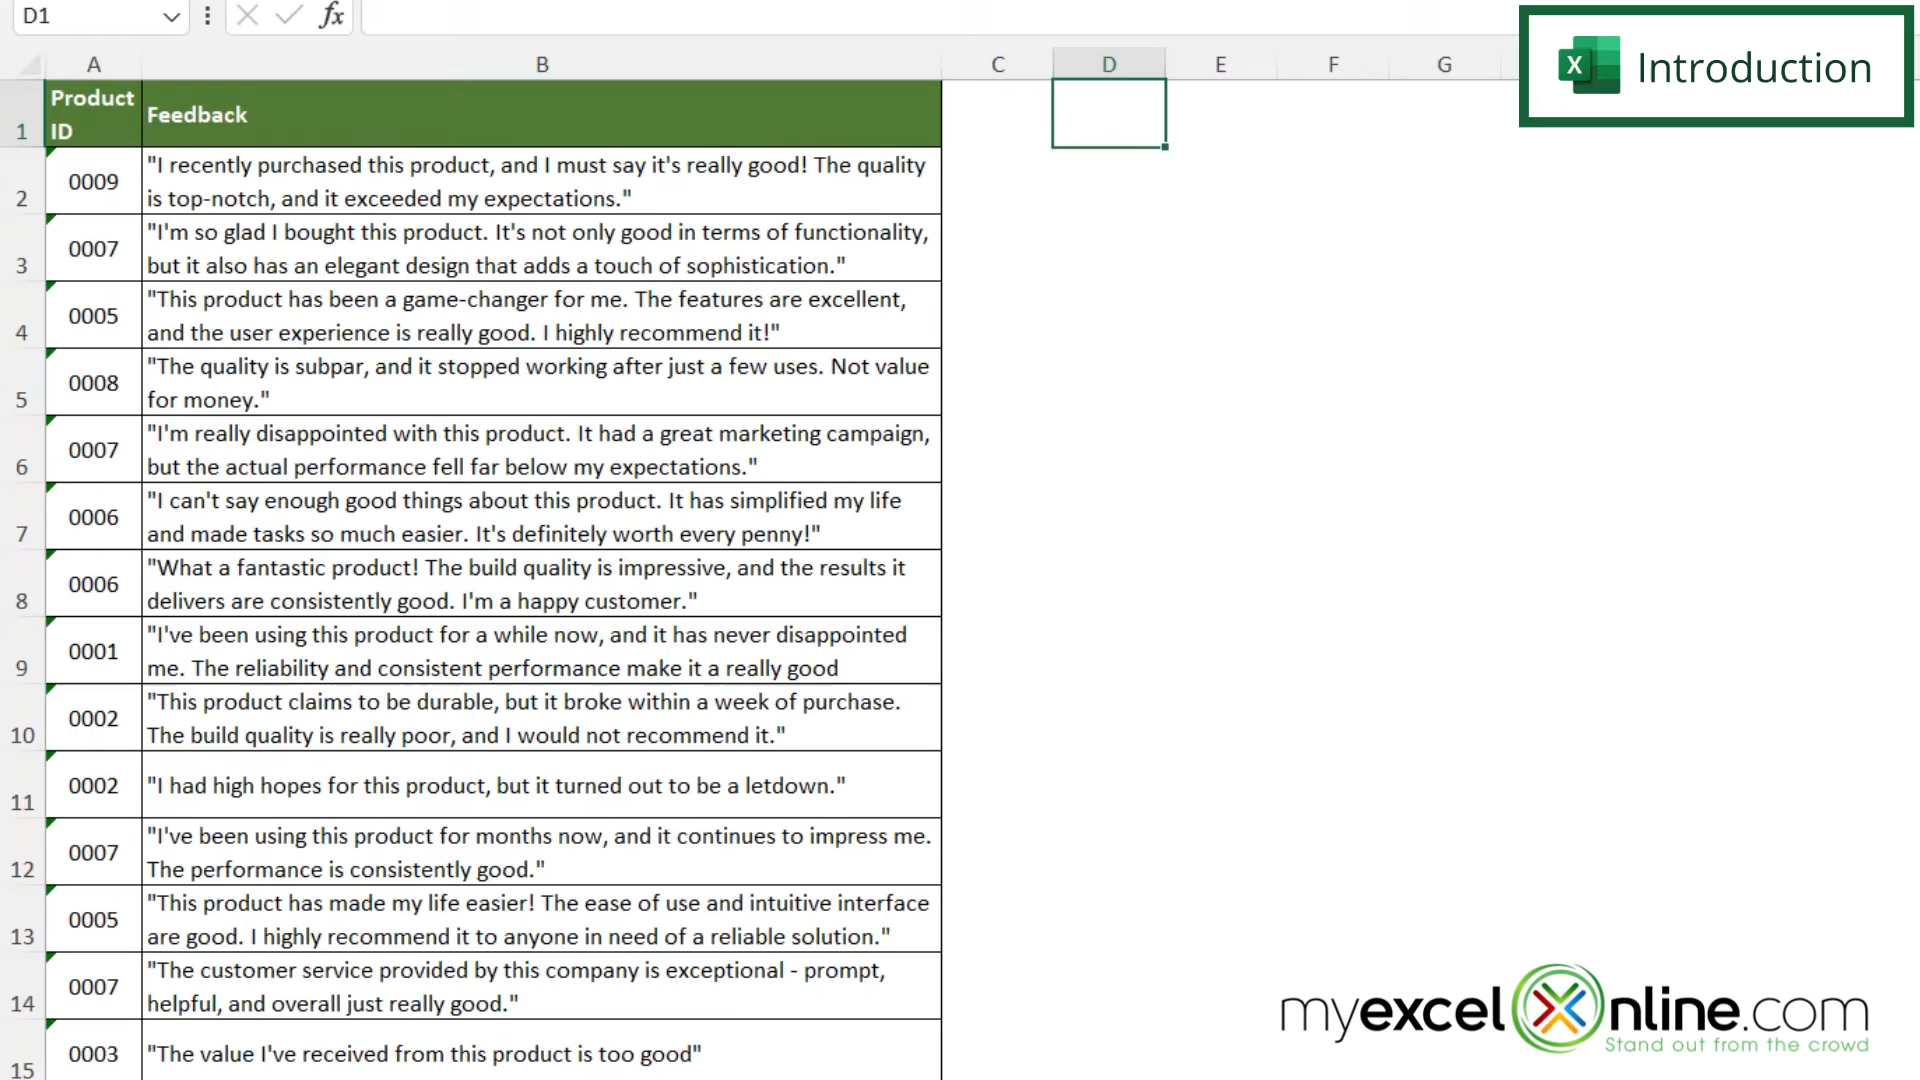 D1
fx
X Introduction
A B C D E F G
Product
ID
Feedback
1
0009
"I recently purchased this product, and I must say it's really good! The quality
is top-notch, and it exceeded my expectations."
2
0007
"I'm so glad I bought this product. It's not only good in terms of functionality,
but it also has an elegant design that adds a touch of sophistication."
3
0005
"This product has been a game-changer for me. The features are excellent,
and the user experience is really good. I highly recommend it!"
4
0008
"The quality is subpar, and it stopped working after just a few uses. Not value
for money."
5
0007
"I'm really disappointed with this product. It had a great marketing campaign,
but the actual performance fell far below my expectations."
6
0006
"I can't say enough good things about this product. It has simplified my life
and made tasks so much easier. It's definitely worth every penny!"
7
0006
"What a fantastic product! The build quality is impressive, and the results it
delivers are consistently good. I'm a happy customer."
8
0001
"I've been using this product for a while now, and it has never disappointed
me. The reliability and consistent performance make it a really good
9
0002
"This product claims to be durable, but it broke within a week of purchase.
The build quality is really poor, and I would not recommend it."
10
0002
"I had high hopes for this product, but it turned out to be a letdown."
11
0007
"I've been using this product for months now, and it continues to impress me.
The performance is consistently good."
12
0005
"This product has made my life easier! The ease of use and intuitive interface
are good. I highly recommend it to anyone in need of a reliable solution."
13
0007
"The customer service provided by this company is exceptional - prompt,
helpful, and overall just really good."
14
0003
"The value I've received from this product is too good"
15
myexcelOnline.com
Stand out from the crowd